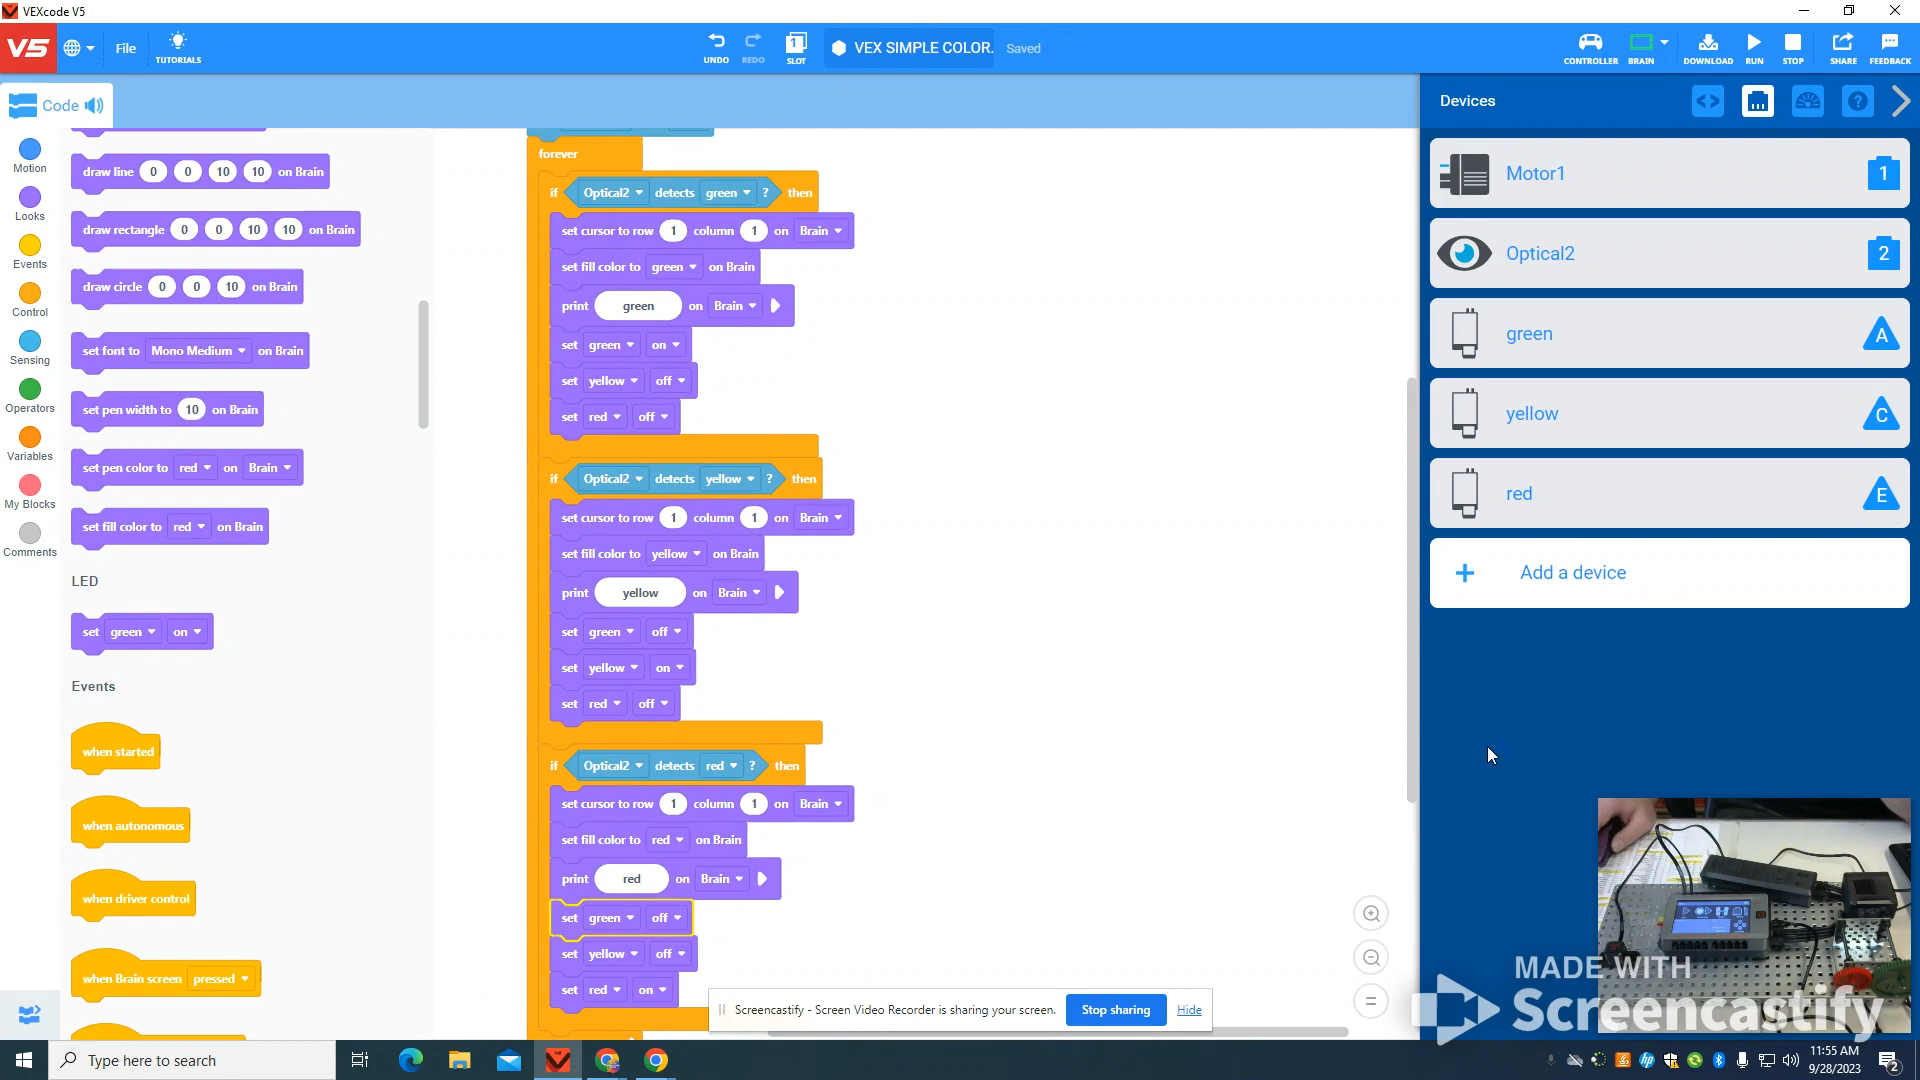 VEXcode V5
V5
File
TUTORIALS
UNDO
REDO
1
SLOT
VEX SIMPLE COLOR.
Saved
CONTROLLER
BRAIN
DOWNLOAD
RUN
STOP
SHARE
FEEDBACK
Code
Motion
Looks
Events
Control
Sensing
Operators
Variables
My Blocks
Comments
draw line 0 0 10 10 on Brain
draw rectangle 0 0 10 10 on Brain
draw circle 0 0 10 on Brain
set font to Mono Medium on Brain
set pen width to 10 on Brain
set pen color to red on Brain
set fill color to red on Brain
LED
set green on
Events
when started
when autonomous
when driver control
when Brain screen pressed
forever
if Optical2 detects green ? then
set cursor to row 1 column 1 on Brain
set fill color to green on Brain
print green on Brain
set green on
set yellow off
set red off
if Optical2 detects yellow ? then
set cursor to row 1 column 1 on Brain
set fill color to yellow on Brain
print yellow on Brain
set green off
set yellow on
set red off
if Optical2 detects red ? then
set cursor to row 1 column 1 on Brain
set fill color to red on Brain
print red on Brain
set green off
set yellow off
set red on
Devices
?
Motor1 1
Optical2 2
green A
yellow C
red E
+ Add a device
MADE WITH
Screencastify
Screencastify - Screen Video Recorder is sharing your screen.
Stop sharing
Hide
Type here to search
11:55 AM
9/28/2023
2